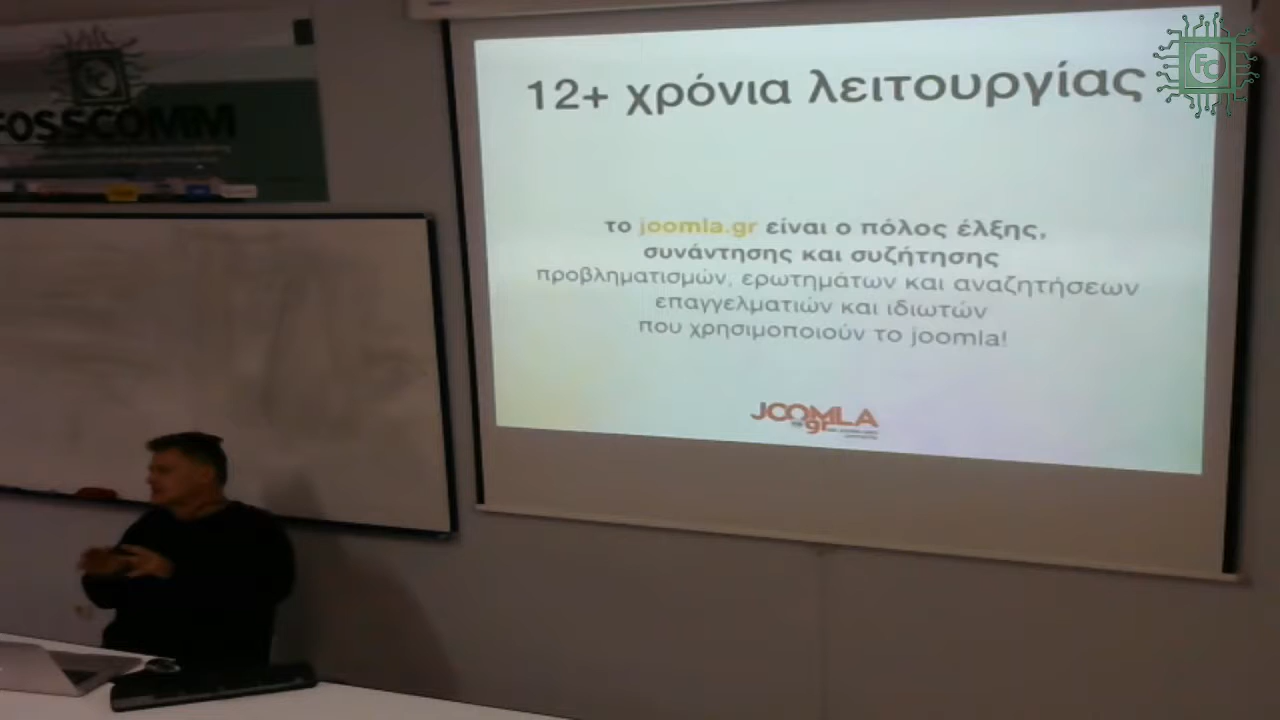 FOSSCOMM
12+ χρόνια λειτουργίας
το joomla.gr είναι ο πόλος έλξης,
συνάντησης και συζήτησης
προβληματισμών, ερωτημάτων και αναζητήσεων
επαγγελματιών και ιδιωτών
που χρησιμοποιούν το joomla!
JOOMLA
gr